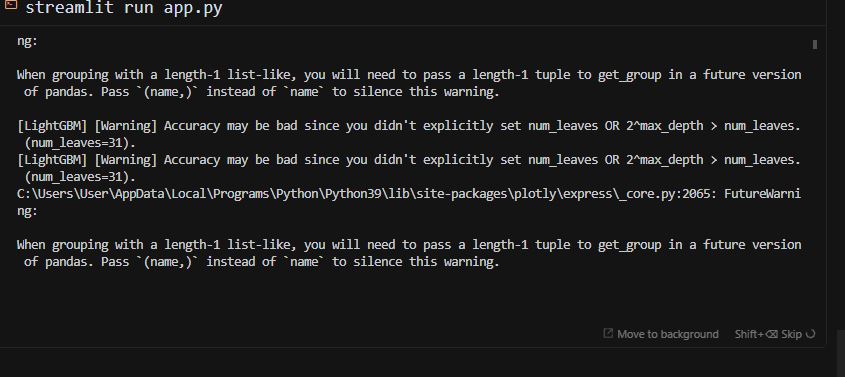 streamlit run app.py
ng:
When grouping with a length-1 list-like, you will need to pass a length-1 tuple to get_group in a future version
of pandas. Pass `(name,)` instead of `name` to silence this warning.
[LightGBM] [Warning] Accuracy may be bad since you didn't explicitly set num_leaves OR 2^max_depth > num_leaves.
(num_leaves=31).
[LightGBM] [Warning] Accuracy may be bad since you didn't explicitly set num_leaves OR 2^max_depth > num_leaves.
(num_leaves=31).
C:\Users\User\AppData\Local\Programs\Python\Python39\lib\site-packages\plotly\express\_core.py:2065: FutureWarni
ng:
When grouping with a length-1 list-like, you will need to pass a length-1 tuple to get_group in a future version
of pandas. Pass `(name,)` instead of `name` to silence this warning.
Move to background Shift+⌫ Skip